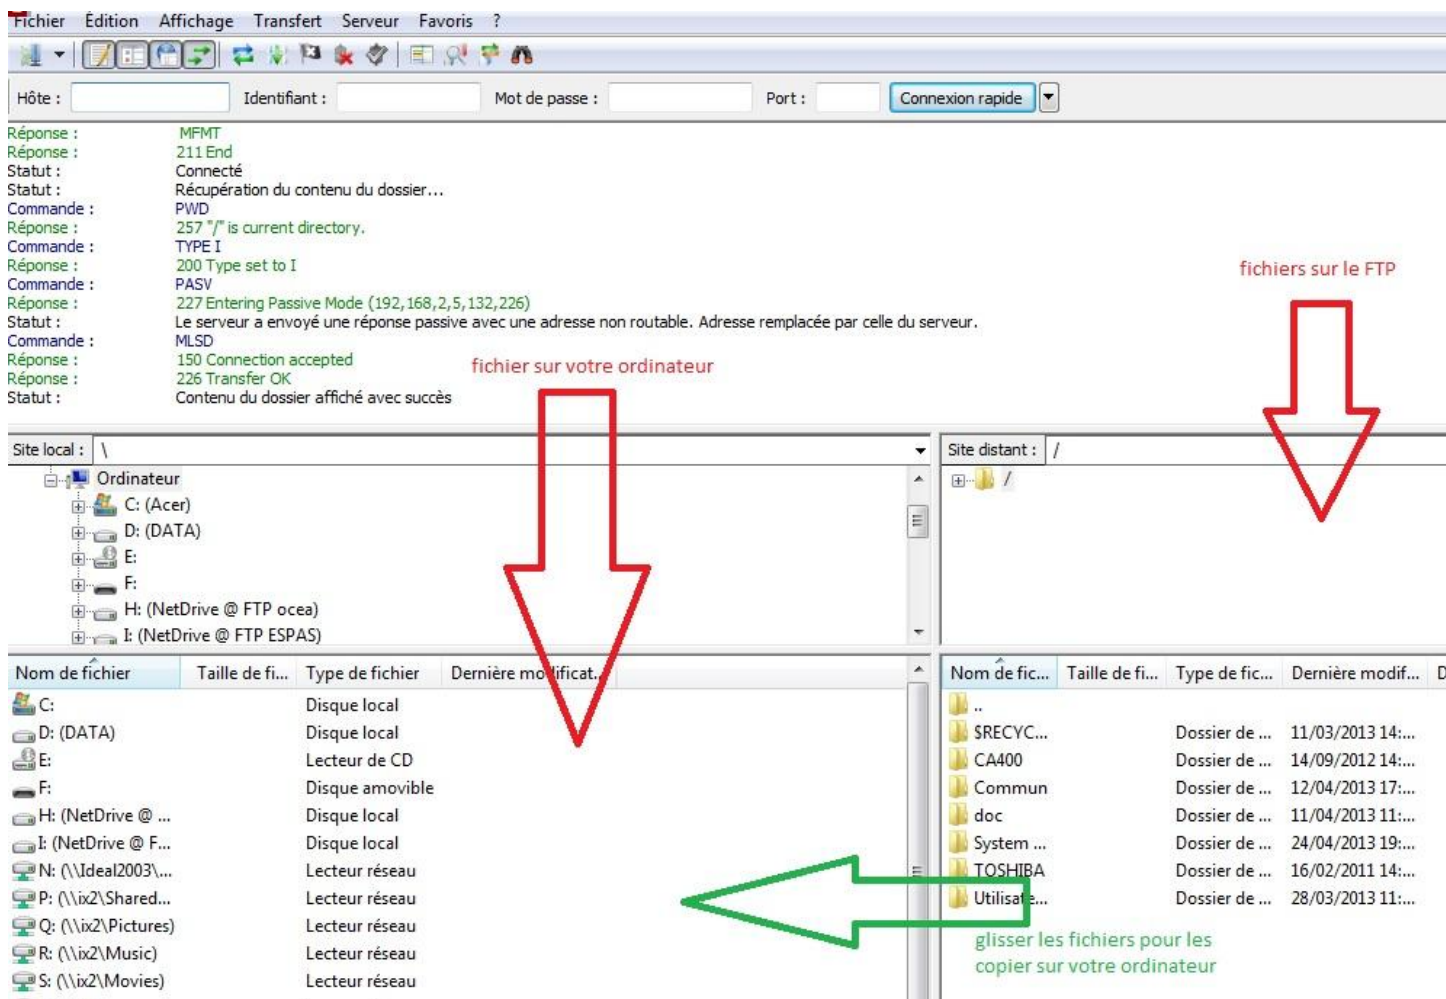 Fichier Édition Affichage Transfert Serveur Favoris ?
Hôte : Identifiant : Mot de passe : Port : Connexion rapide
Réponse : MFMT
Réponse : 211 End
Statut : Connecté
Statut : Récupération du contenu du dossier...
Commande : PWD
Réponse : 257 "/" is current directory.
Commande : TYPE I
Réponse : 200 Type set to I
Commande : PASV
Réponse : 227 Entering Passive Mode (192,168,2,5,132,226)
Statut : Le serveur a envoyé une réponse passive avec une adresse non routable. Adresse remplacée par celle du serveur.
Commande : MLSD
Réponse : 150 Connection accepted
Réponse : 226 Transfer OK
Statut : Contenu du dossier affiché avec succès
fichiers sur le FTP
fichier sur votre ordinateur
Site local : \
Ordinateur
C: (Acer)
D: (DATA)
E:
F:
H: (NetDrive @ FTP ocea)
I: (NetDrive @ FTP ESPAS)
Site distant : /
/
Nom de fichier Taille de fi... Type de fichier Dernière modificat...
C: Disque local
D: (DATA) Disque local
E: Lecteur de CD
F: Disque amovible
H: (NetDrive @ ... Disque local
I: (NetDrive @ F... Disque local
N: (\\Ideal2003\... Lecteur réseau
P: (\\ix2\Shared... Lecteur réseau
Q: (\\ix2\Pictures) Lecteur réseau
R: (\\ix2\Music) Lecteur réseau
S: (\\ix2\Movies) Lecteur réseau
Nom de fic... Taille de fi... Type de fic... Dernière modif... D
..
$RECYC... Dossier de ... 11/03/2013 14:...
CA400 Dossier de ... 14/09/2012 14:...
Commun Dossier de ... 12/04/2013 17:...
doc Dossier de ... 11/04/2013 11:...
System ... Dossier de ... 24/04/2013 19:...
TOSHIBA Dossier de ... 16/02/2011 14:...
Utilisate... Dossier de ... 28/03/2013 11:...
glisser les fichiers pour les
copier sur votre ordinateur